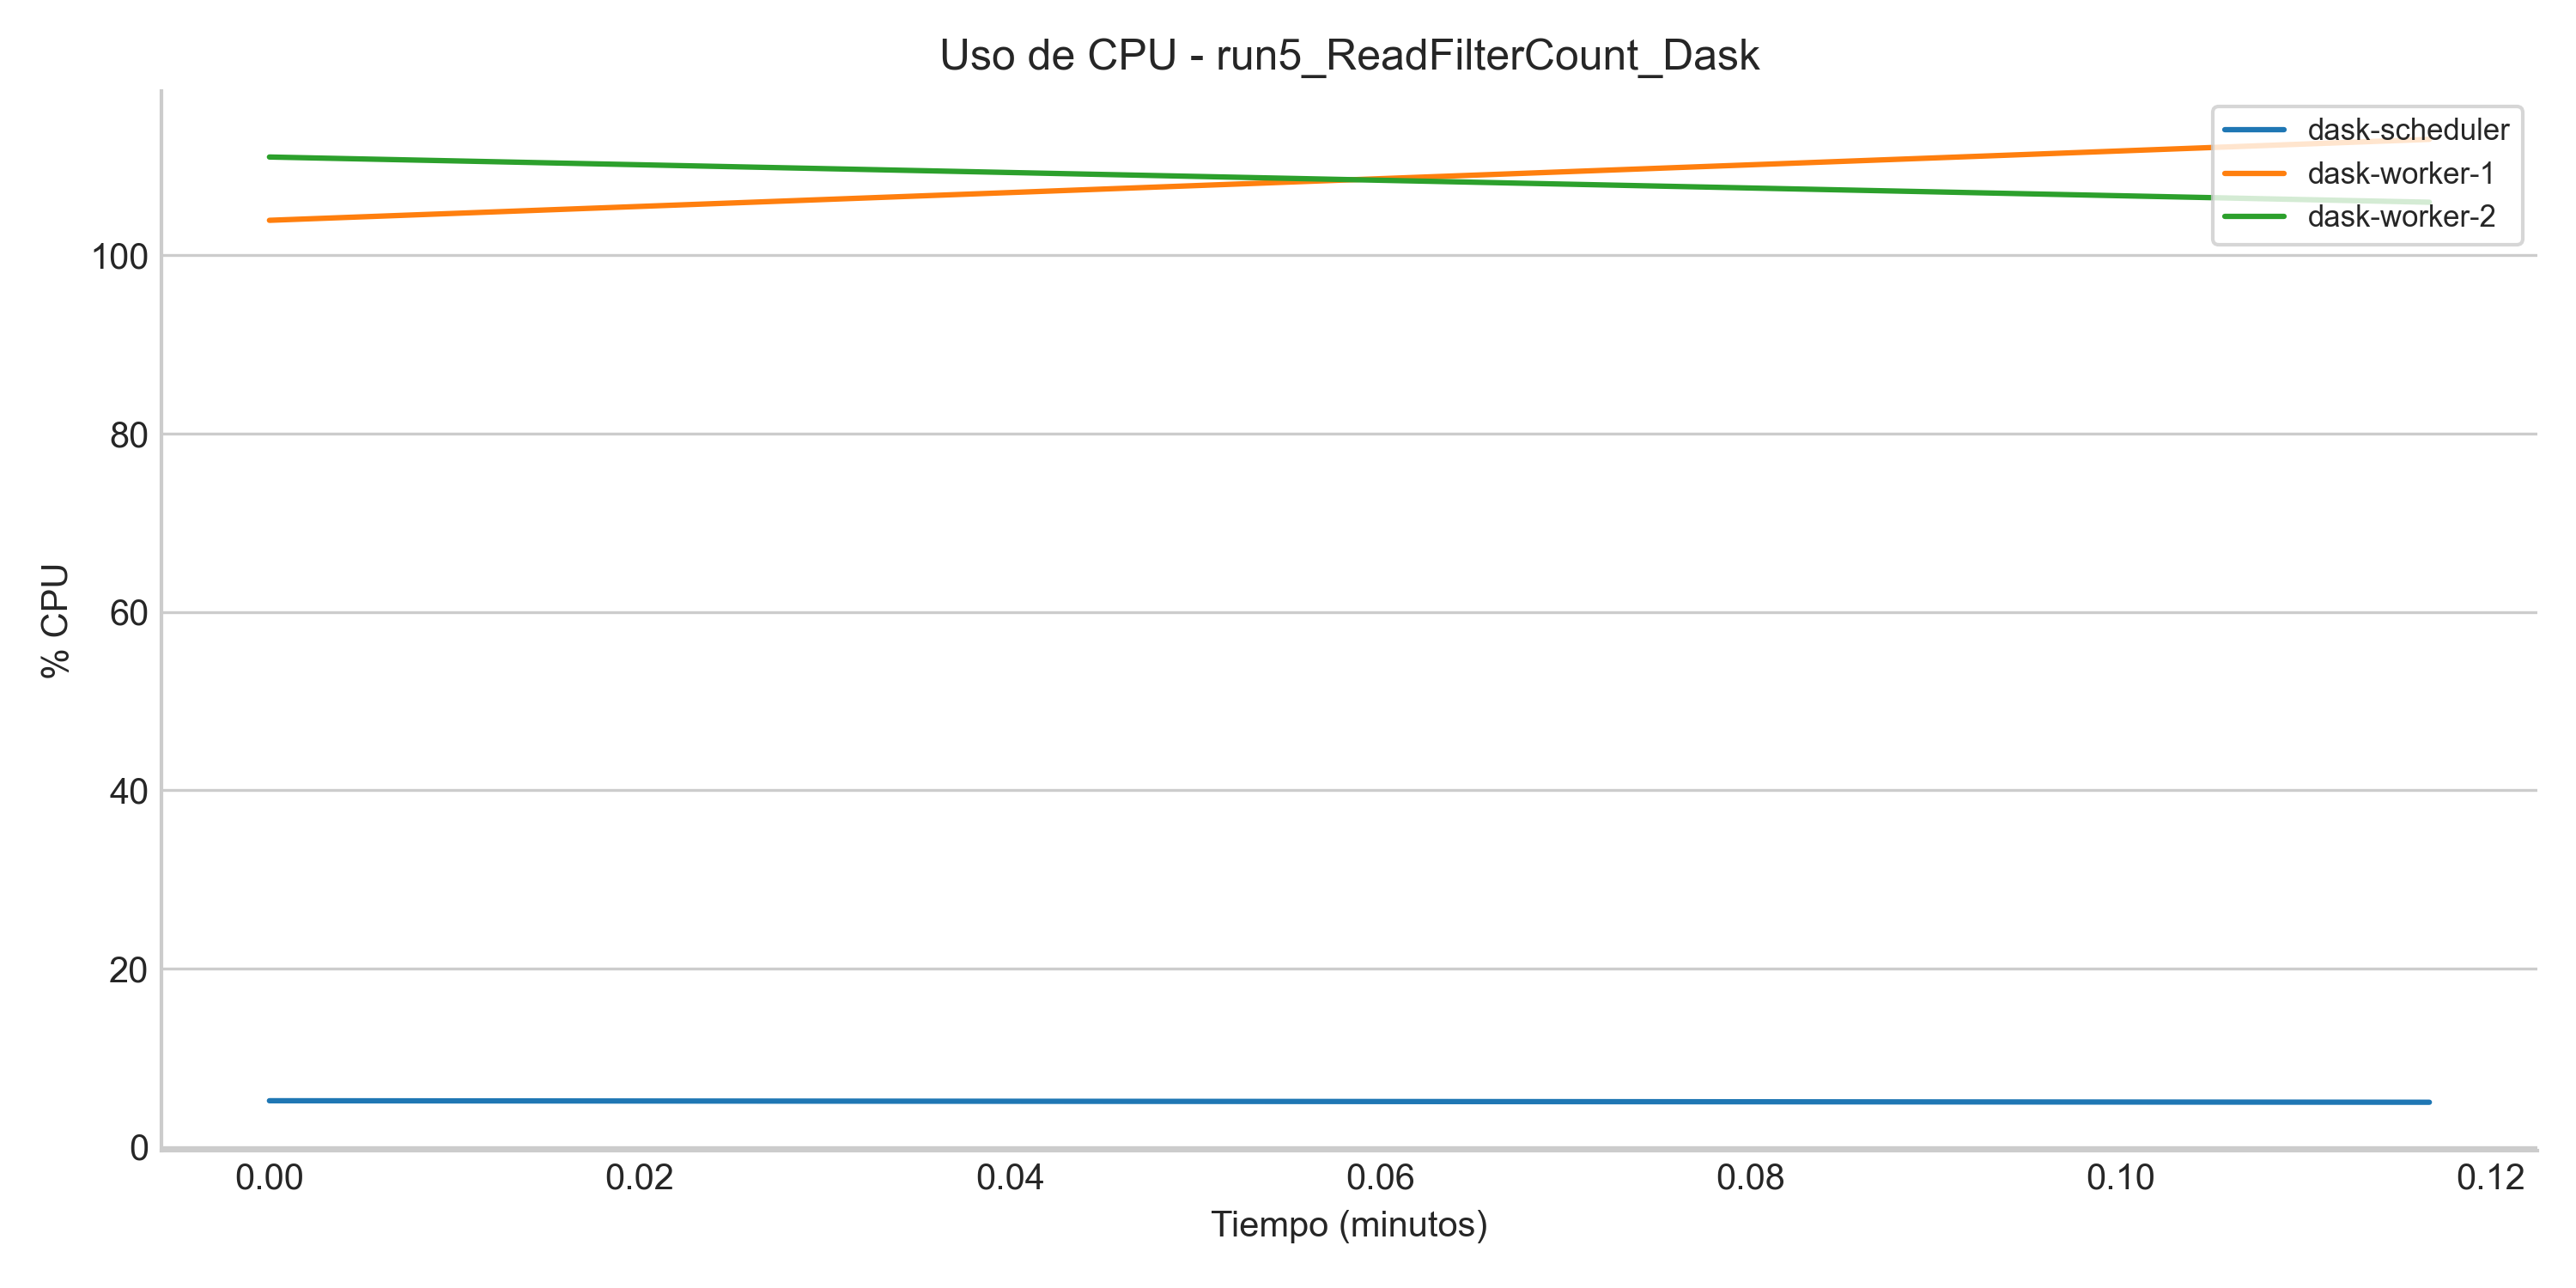 Uso de CPU - run5_ReadFilterCount_Dask
dask-scheduler
dask-worker-1
dask-worker-2
100
80
60
40
20
0
% CPU
0.00 0.02 0.04 0.06 0.08 0.10 0.12
Tiempo (minutos)